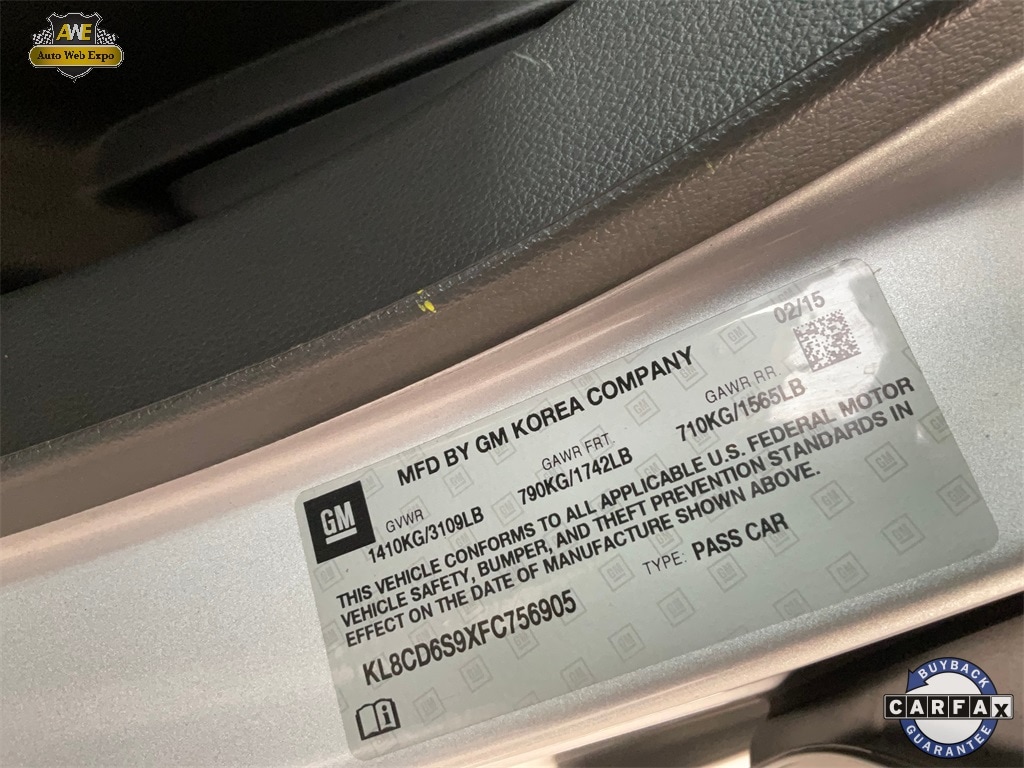 AWE
Auto Web Expo
02/15
MFD BY GM KOREA COMPANY
GM
GVWR
1410KG/3109LB
GAWR FRT.
790KG/1742LB
GAWR RR.
710KG/1565LB
THIS VEHICLE CONFORMS TO ALL APPLICABLE U.S. FEDERAL MOTOR
VEHICLE SAFETY, BUMPER, AND THEFT PREVENTION STANDARDS IN
EFFECT ON THE DATE OF MANUFACTURE SHOWN ABOVE.
KL8CD6S9XFC756905
TYPE: PASS CAR
BUYBACK
CARFAX
GUARANTEE